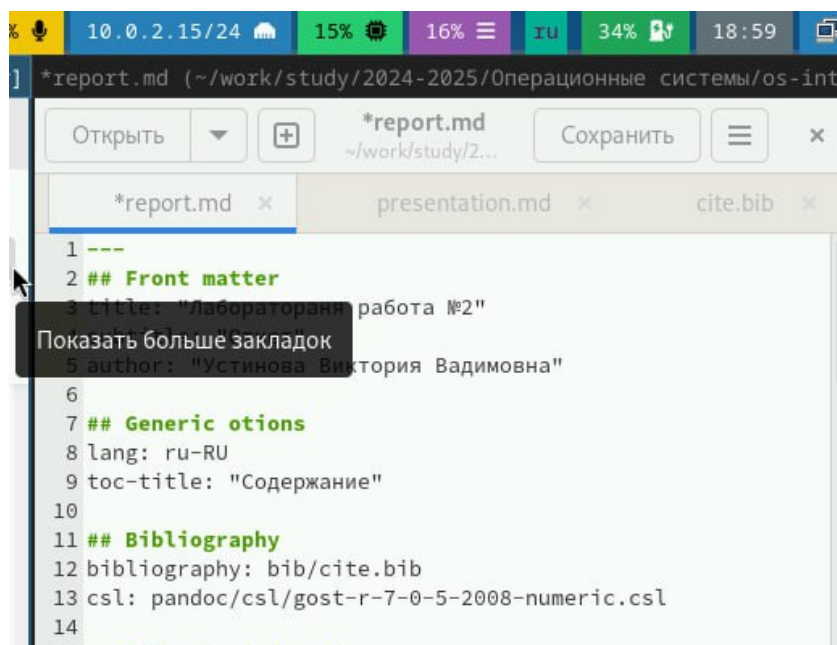 % 10.0.2.15/24 15% 16% ru 34% 18:59
] *report.md (~/work/study/2024-2025/Операционные системы/os-int
Открыть *report.md Сохранить
~/work/study/2...
*report.md presentation.md cite.bib
1 ---
2 ## Front matter
3 title: "Лаборатораня работа №2"
Показать больше закладок
5 author: "Устинова Виктория Вадимовна"
6
7 ## Generic otions
8 lang: ru-RU
9 toc-title: "Содержание"
10
11 ## Bibliography
12 bibliography: bib/cite.bib
13 csl: pandoc/csl/gost-r-7-0-5-2008-numeric.csl
14